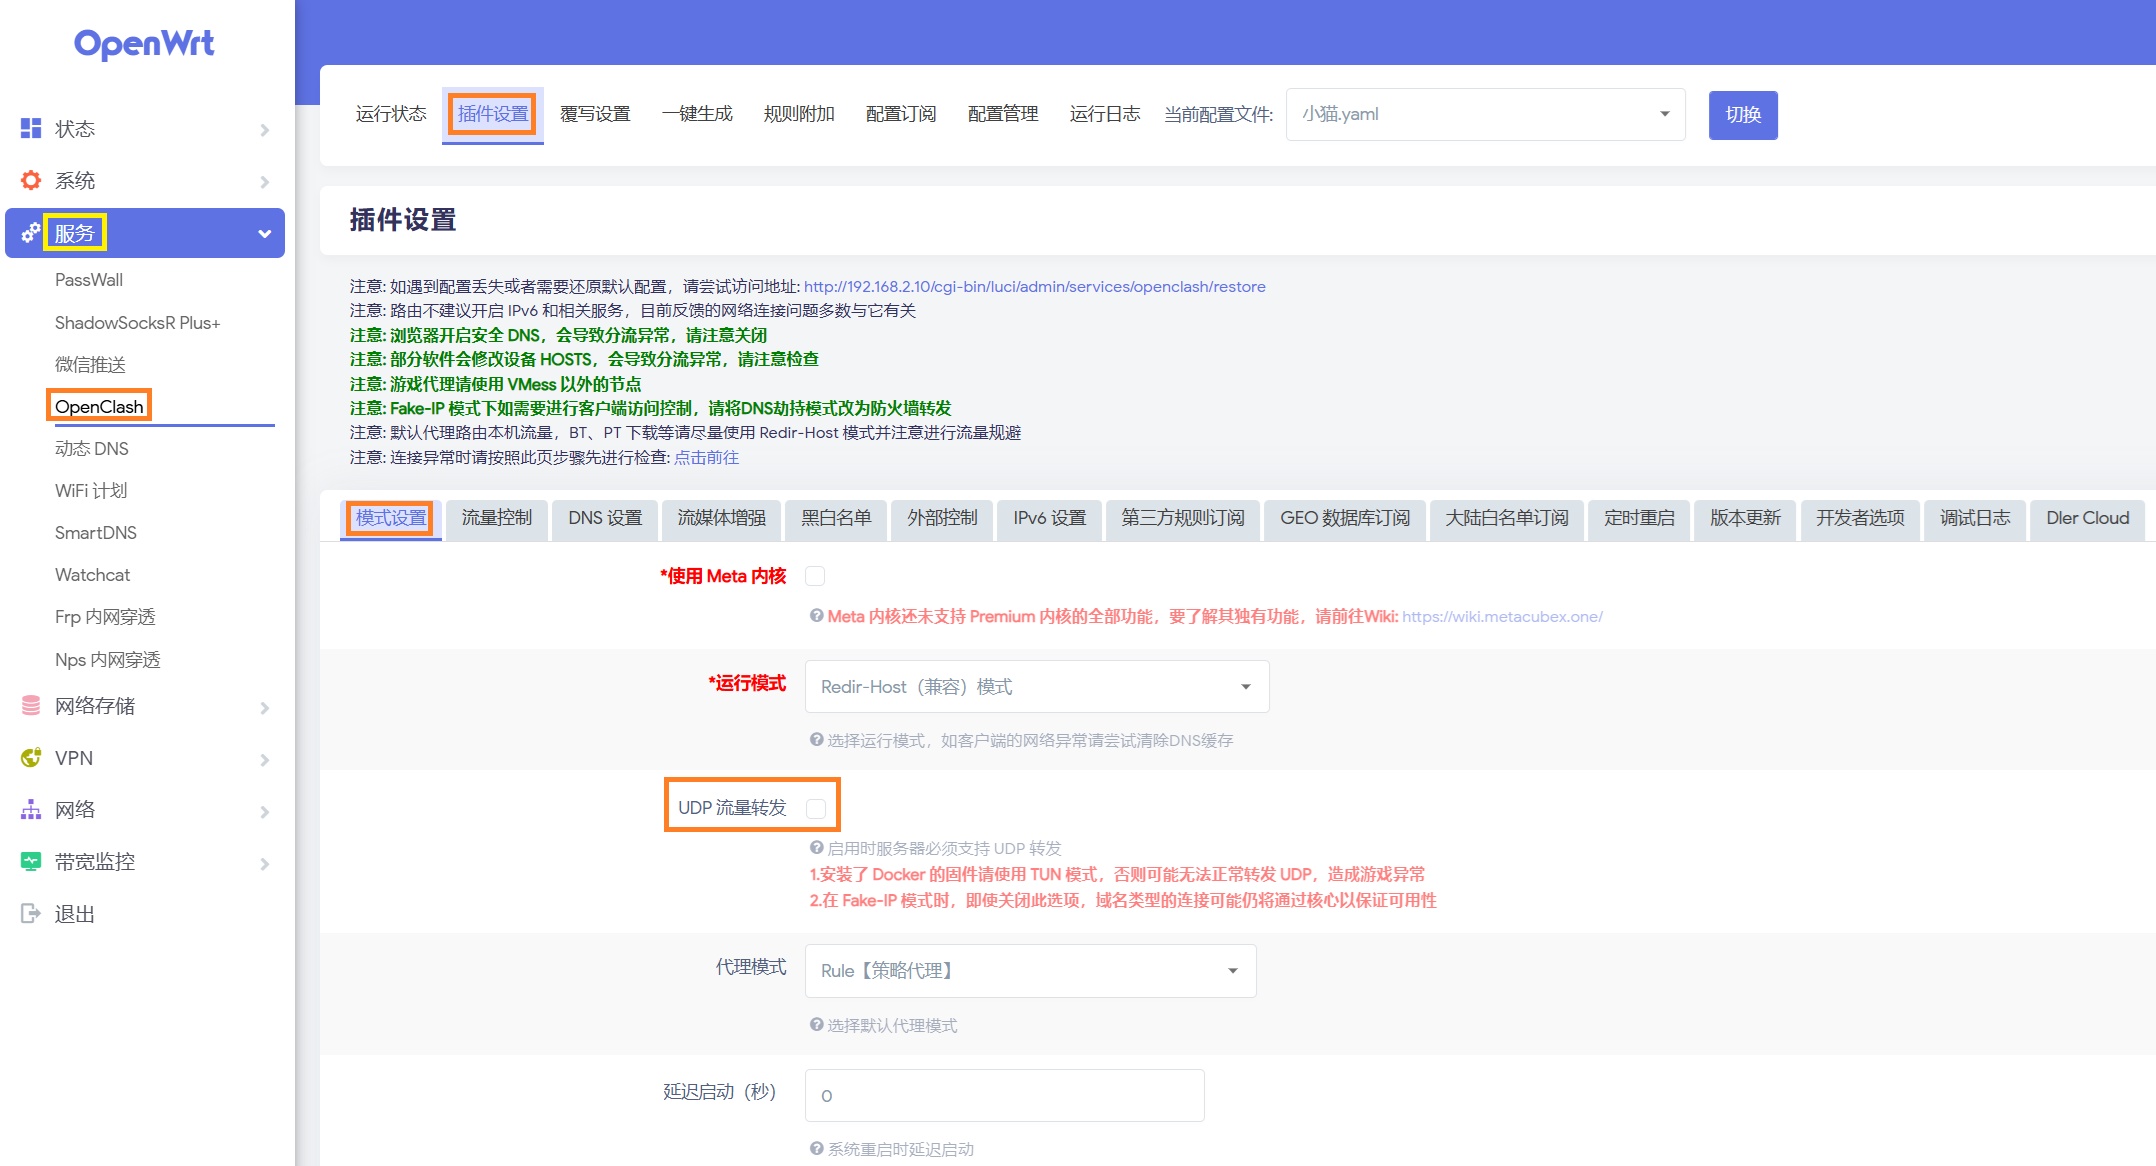 OpenWrt
状态
系统
服务
PassWall
ShadowSocksR Plus+
微信推送
OpenClash
动态 DNS
WiFi 计划
SmartDNS
Watchcat
Frp 内网穿透
Nps 内网穿透
网络存储
VPN
网络
带宽监控
退出
运行状态 插件设置 覆写设置 一键生成 规则附加 配置订阅 配置管理 运行日志 当前配置文件: 小猫.yaml 切换
插件设置
注意: 如遇到配置丢失或者需要还原默认配置，请尝试访问地址: http://192.168.2.10/cgi-bin/luci/admin/services/openclash/restore
注意: 路由不建议开启 IPv6 和相关服务，目前反馈的网络连接问题多数与它有关
注意: 浏览器开启安全 DNS，会导致分流异常，请注意关闭
注意: 部分软件会修改设备 HOSTS，会导致分流异常，请注意检查
注意: 游戏代理请使用 VMess 以外的节点
注意: Fake-IP 模式下如需要进行客户端访问控制，请将DNS劫持模式改为防火墙转发
注意: 默认代理路由本机流量，BT、PT 下载等请尽量使用 Redir-Host 模式并注意进行流量规避
注意: 连接异常时请按照此页步骤先进行检查: 点击前往
模式设置 流量控制 DNS 设置 流媒体增强 黑白名单 外部控制 IPv6 设置 第三方规则订阅 GEO 数据库订阅 大陆白名单订阅 定时重启 版本更新 开发者选项 调试日志 Dler Cloud
*使用 Meta 内核
Meta 内核还未支持 Premium 内核的全部功能，要了解其独有功能，请前往Wiki: https://wiki.metacubex.one/
*运行模式 Redir-Host（兼容）模式
选择运行模式，如客户端的网络异常请尝试清除DNS缓存
UDP 流量转发
启用时服务器必须支持 UDP 转发
1.安装了 Docker 的固件请使用 TUN 模式，否则可能无法正常转发 UDP，造成游戏异常
2.在 Fake-IP 模式时，即使关闭此选项，域名类型的连接可能仍将通过核心以保证可用性
代理模式 Rule【策略代理】
选择默认代理模式
延迟启动（秒） 0
系统重启时延迟启动